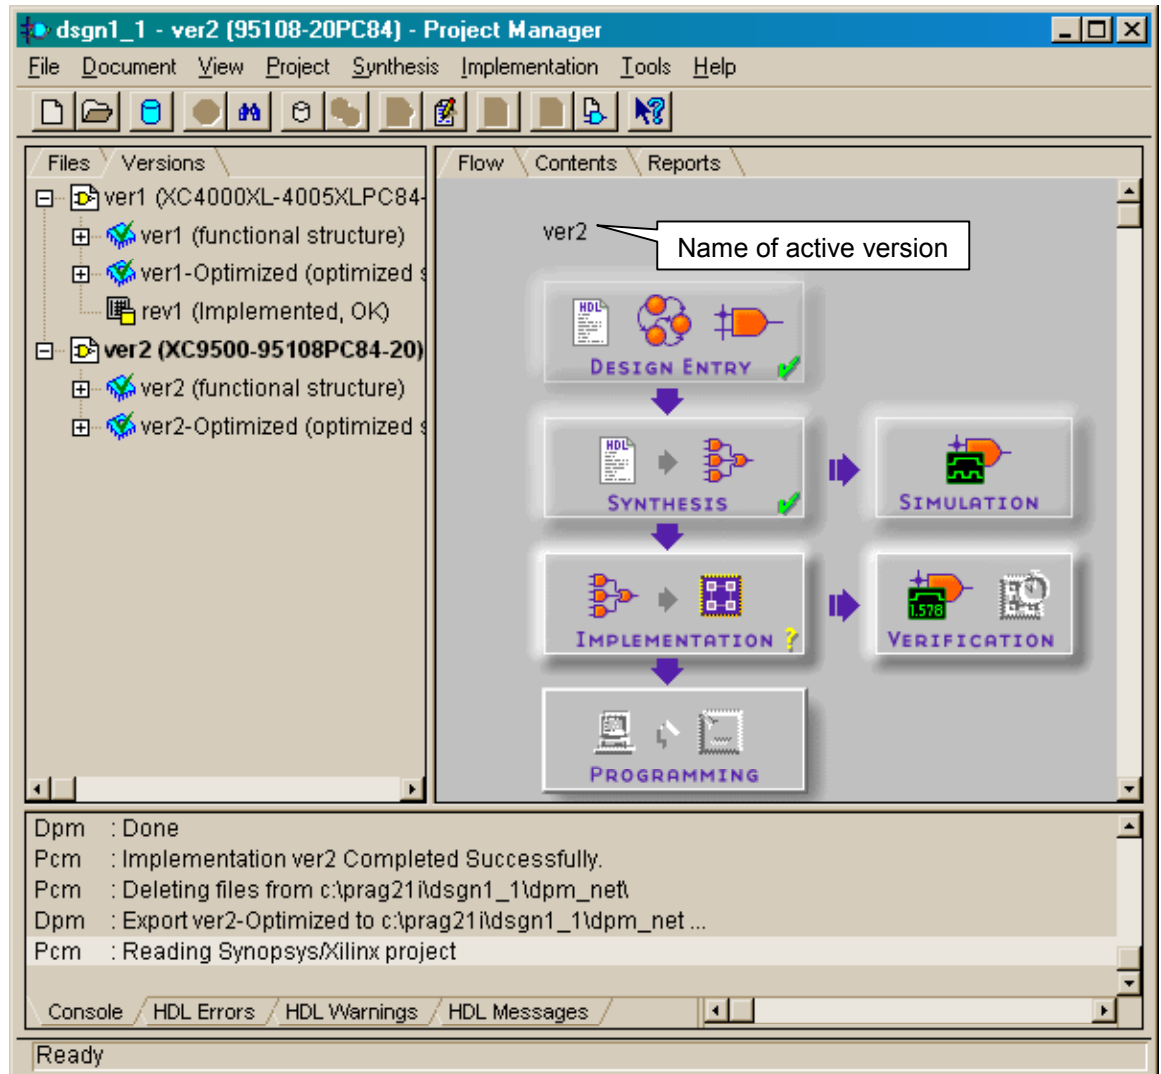 dsgn1_1 - ver2 (95108-20PC84) - Project Manager
File Document View Project Synthesis Implementation Tools Help
Files Versions
ver1 (XC4000XL-4005XLPC84-
ver1 (functional structure)
ver1-Optimized (optimized s
rev1 (Implemented, OK)
ver2 (XC9500-95108PC84-20)
ver2 (functional structure)
ver2-Optimized (optimized s
Flow Contents Reports
ver2
Name of active version
HDL
DESIGN ENTRY
HDL
SYNTHESIS
SIMULATION
IMPLEMENTATION ?
1.578
VERIFICATION
PROGRAMMING
Dpm : Done
Pcm : Implementation ver2 Completed Successfully.
Pcm : Deleting files from c:\prag21i\dsgn1_1\dpm_net\
Dpm : Export ver2-Optimized to c:\prag21i\dsgn1_1\dpm_net ...
Pcm : Reading Synopsys/Xilinx project
Console HDL Errors HDL Warnings HDL Messages
Ready